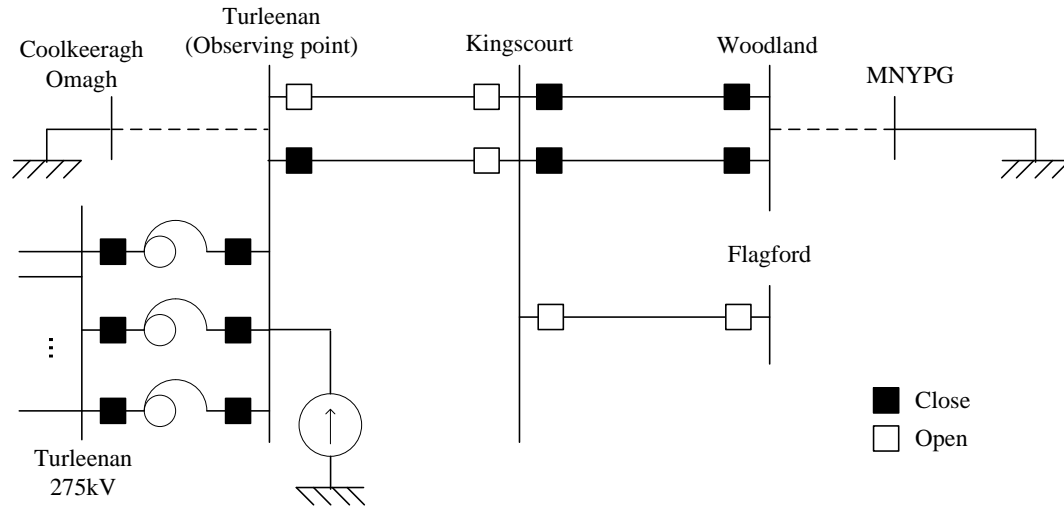 Turleenan
(Observing point)
Coolkeeragh
Omagh
Kingscourt
Woodland
MNYPG
Flagford
...
Close
Open
Turleenan
275kV